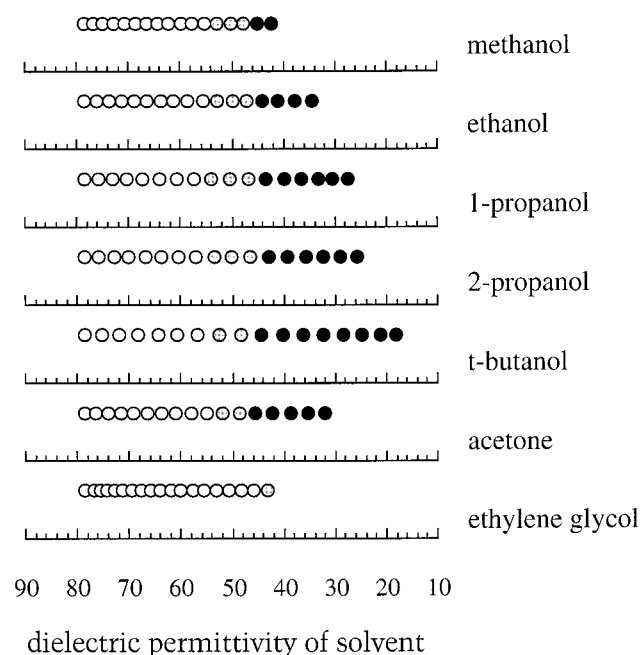 methanol
ethanol
1-propanol
2-propanol
t-butanol
acetone
ethylene glycol
90 80 70 60 50 40 30 20 10
dielectric permittivity of solvent